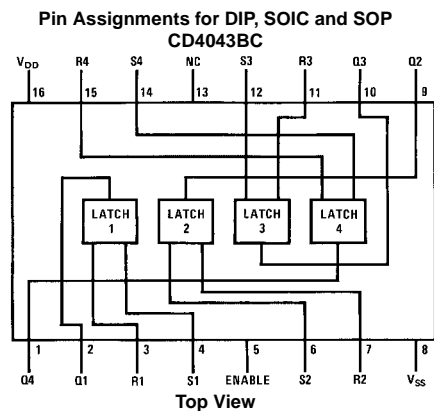 Pin Assignments for DIP, SOIC and SOP
CD4043BC
VDD R4 S4 NC S3 R3 Q3 Q2
16 15 14 13 12 11 10 9
LATCH 1 LATCH 2 LATCH 3 LATCH 4
1 2 3 4 5 6 7 8
Q4 Q1 R1 S1 ENABLE S2 R2 VSS
Top View